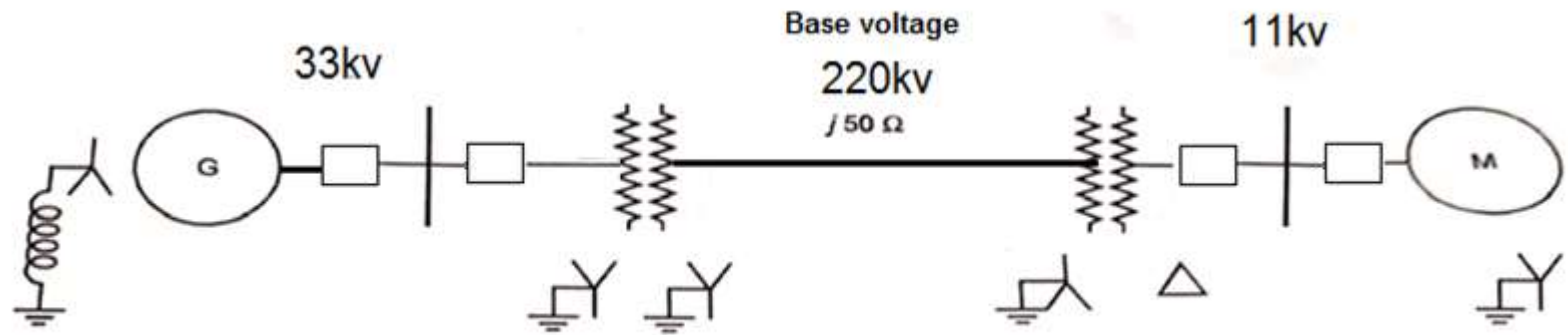 Base voltage
33kv
220kv
11kv
j 50 Ω
G
M